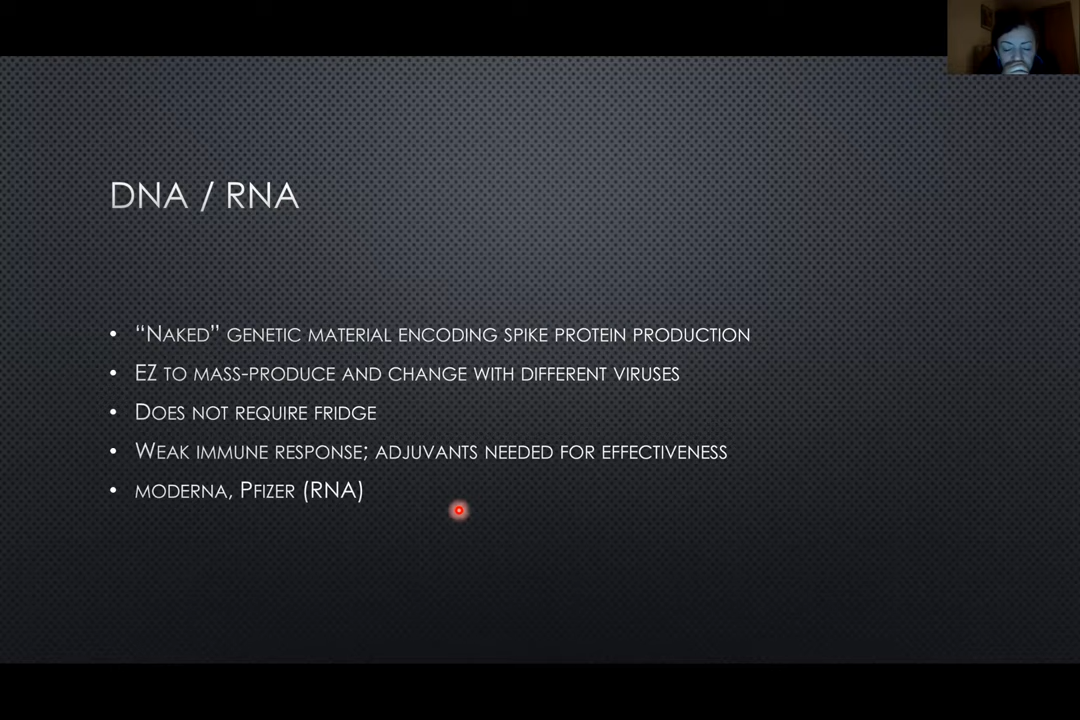 DNA / RNA
• “Naked” genetic material encoding spike protein production
• EZ to mass-produce and change with different viruses
• Does not require fridge
• Weak immune response; adjuvants needed for effectiveness
• moderna, Pfizer (RNA)